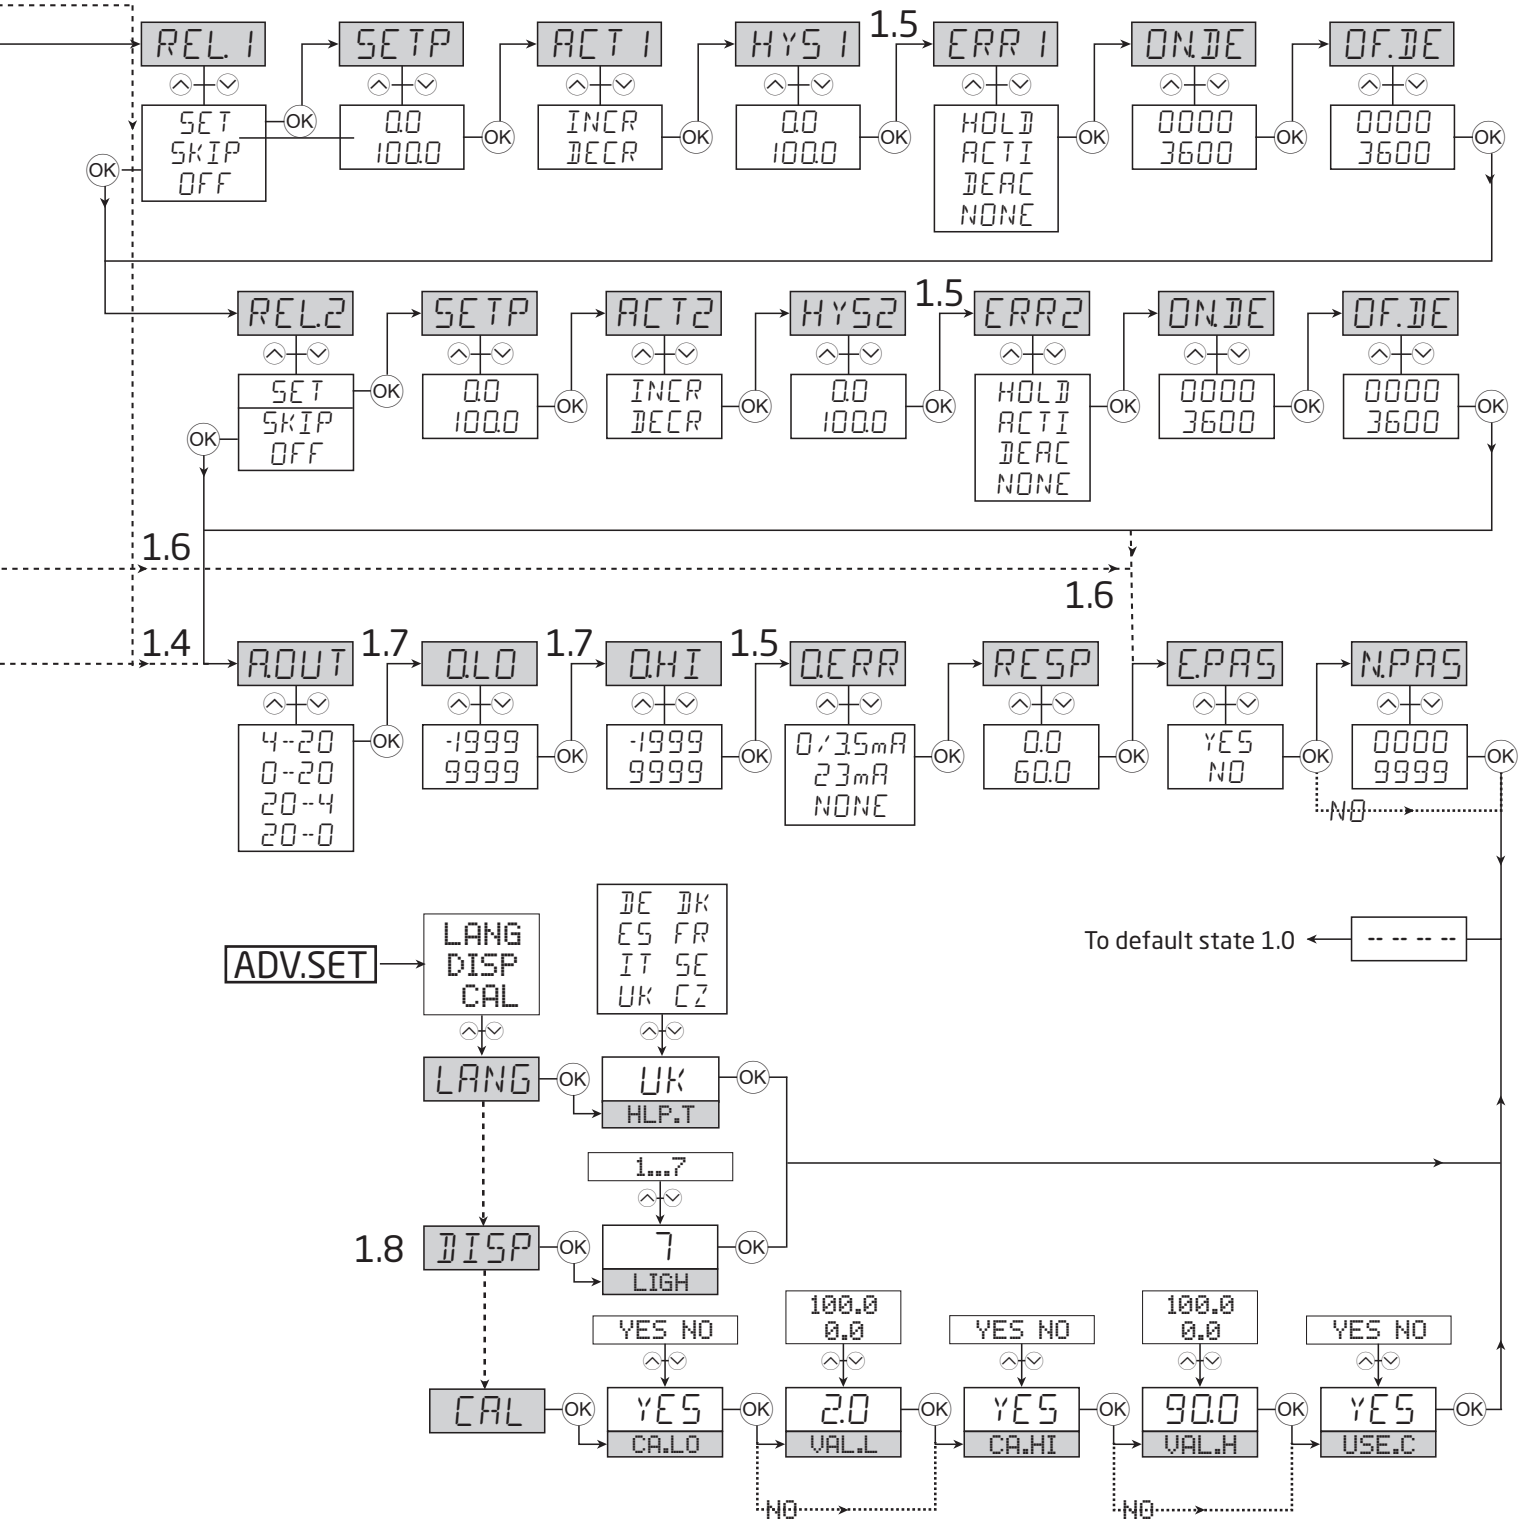 1.5
REL.1 SETP ACT1 HYS1 ERR1 ON.DE OF.DE
SET
SKIP
OFF
OK
OK
0.0
100.0
OK
INCR
DECR
OK
0.0
100.0
OK
HOLD
ACTI
DEAC
NONE
OK
0000
3600
OK
0000
3600
OK
1.5
REL.2 SETP ACT2 HYS2 ERR2 ON.DE OF.DE
SET
SKIP
OFF
OK
OK
0.0
100.0
OK
INCR
DECR
OK
0.0
100.0
OK
HOLD
ACTI
DEAC
NONE
OK
0000
3600
OK
0000
3600
OK
1.6
1.6
1.4 1.7 1.7 1.5
A.OUT O.LO O.HI O.ERR RESP E.PAS N.PAS
4--20
0--20
20--4
20--0
OK
-1999
9999
OK
-1999
9999
OK
0/3.5mA
23mA
NONE
OK
0.0
60.0
OK
YES
NO
OK
0000
9999
OK
NO
DE DK
ES FR
IT SE
UK CZ
LANG
DISP
CAL
ADV.SET
To default state 1.0
-- -- -- --
LANG OK UK OK
HLP.T
1...7
1.8 DISP OK 7 OK
LIGH
YES NO
100.0
0.0
YES NO
100.0
0.0
YES NO
CAL OK YES OK 2.0 OK YES OK 90.0 OK YES OK
CA.LO VAL.L CA.HI VAL.H USE.C
NO NO